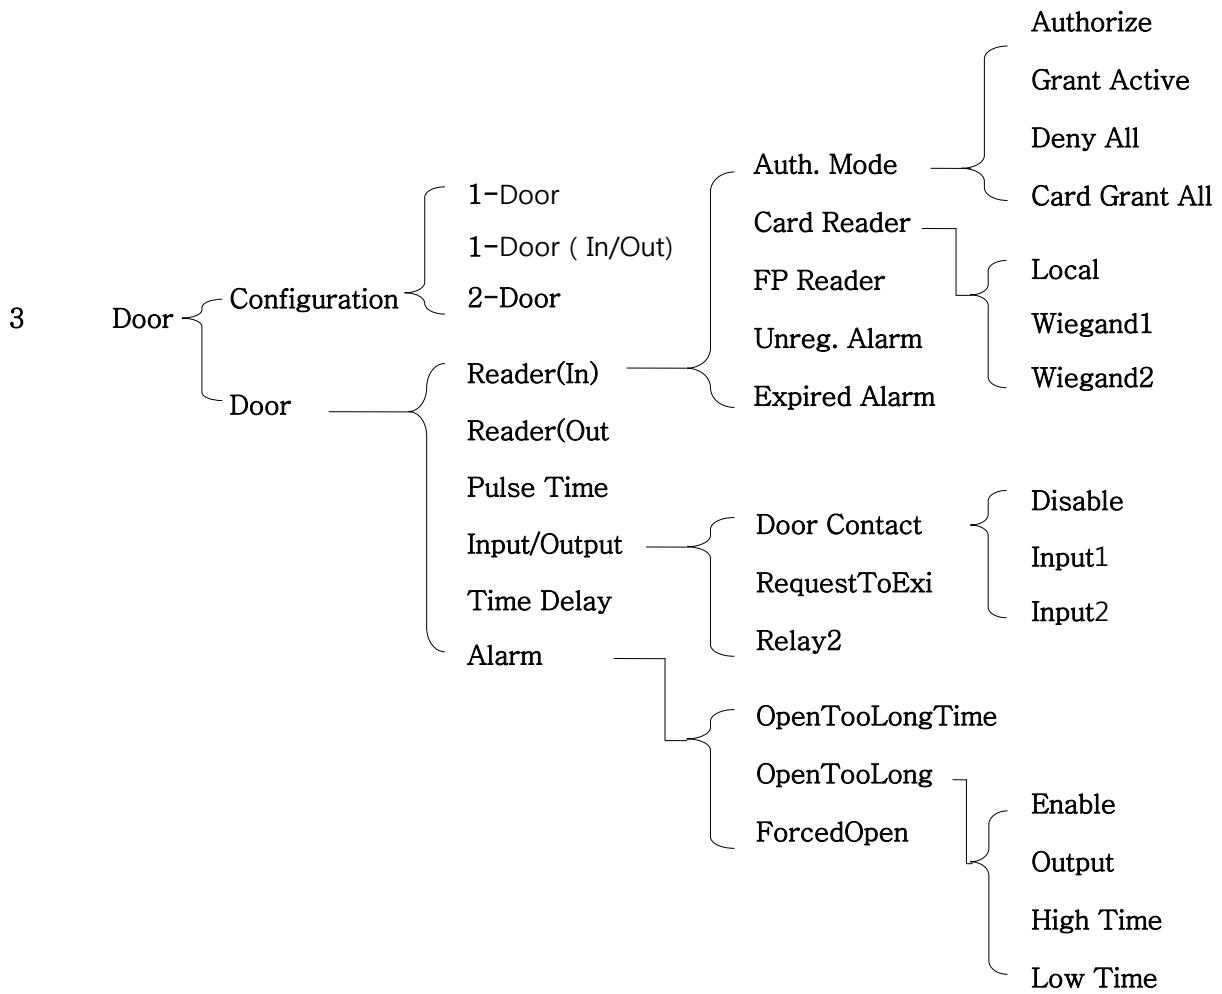 3
Door
Configuration
1-Door
1-Door ( In/Out)
2-Door
Door
Reader(In)
Auth. Mode
Authorize
Grant Active
Deny All
Card Grant All
Card Reader
Local
Wiegand1
Wiegand2
FP Reader
Unreg. Alarm
Expired Alarm
Reader(Out
Pulse Time
Input/Output
Door Contact
Disable
Input1
Input2
RequestToExi
Relay2
Time Delay
Alarm
OpenTooLongTime
OpenTooLong
Enable
Output
High Time
Low Time
ForcedOpen